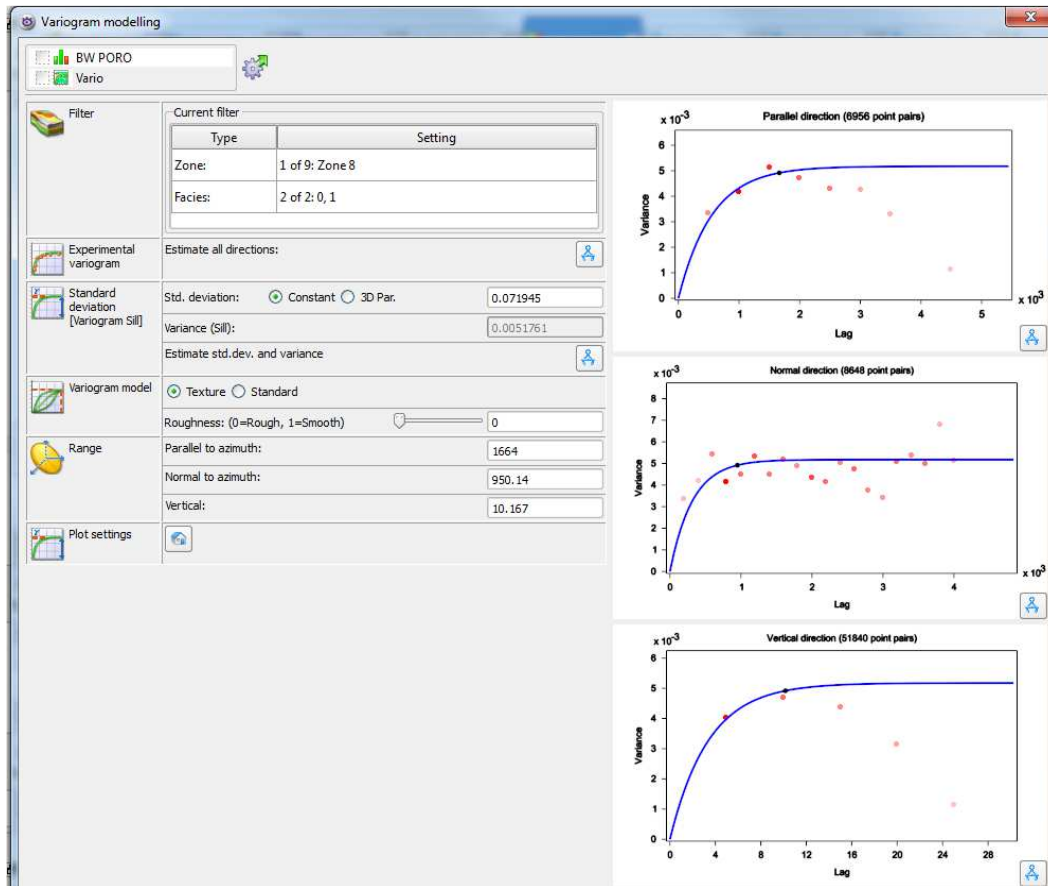 Variogram modelling
BW PORO
Vario
Filter
Current filter
Type Setting
Zone: 1 of 9: Zone 8
Facies: 2 of 2: 0, 1
Experimental variogram
Estimate all directions:
Standard deviation [Variogram Sill]
Std. deviation: Constant 3D Par. 0.071945
Variance (Sill): 0.0051761
Estimate std.dev. and variance
Variogram model
Texture Standard
Roughness: (0=Rough, 1=Smooth) 0
Range
Parallel to azimuth: 1664
Normal to azimuth: 950.14
Vertical: 10.167
Plot settings
Parallel direction (6956 point pairs)
x 10⁻³
6
5
4
3
2
1
0
Variance
0 1 2 3 4 5
x 10³
Lag
Normal direction (8648 point pairs)
x 10⁻³
8
7
6
5
4
3
2
1
0
Variance
0 1 2 3 4
x 10³
Lag
Vertical direction (51840 point pairs)
x 10⁻³
6
5
4
3
2
1
0
Variance
0 4 8 12 16 20 24 28
Lag